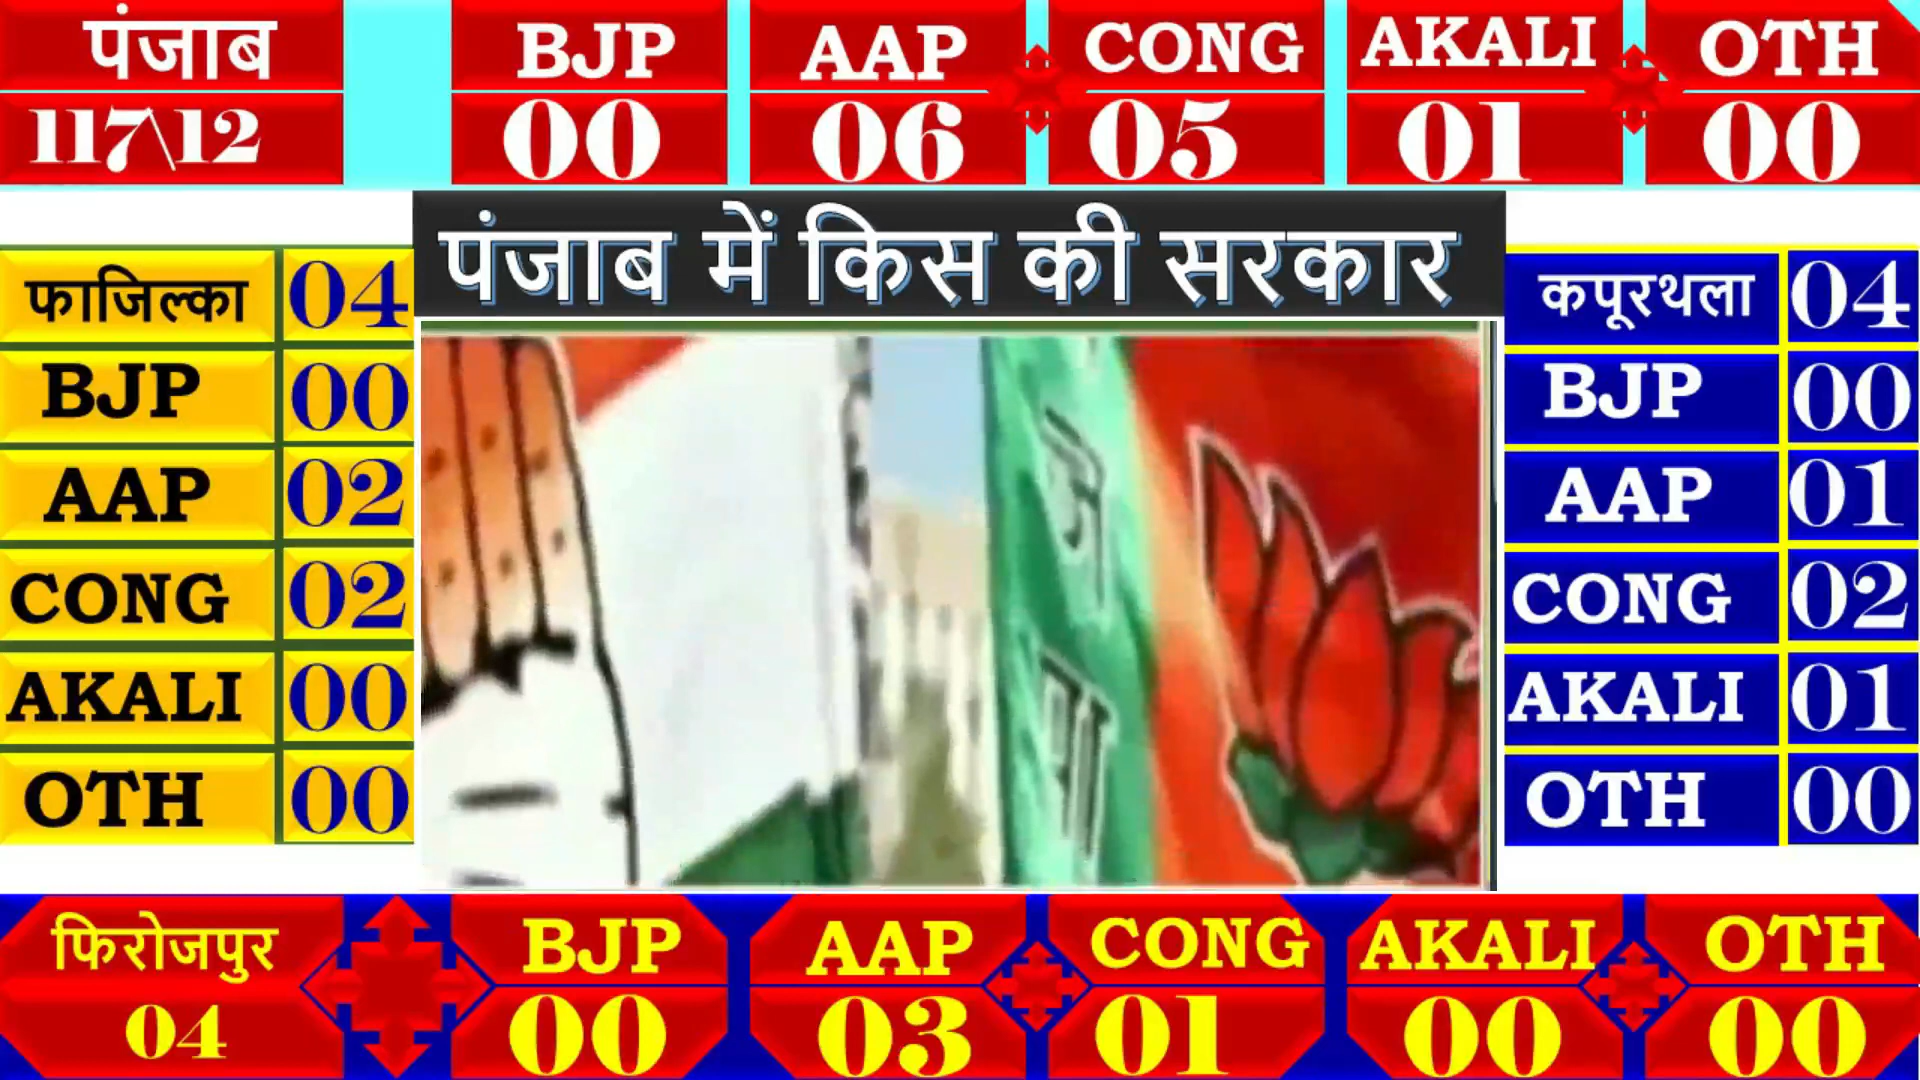 पंजाब BJP AAP CONG AKALI OTH
117\12 00 06 05 01 00
पंजाब में किस की सरकार
फाजिल्का 04
BJP 00
AAP 02
CONG 02
AKALI 00
OTH 00
कपूरथला 04
BJP 00
AAP 01
CONG 02
AKALI 01
OTH 00
फिरोजपुर BJP AAP CONG AKALI OTH
04 00 03 01 00 00